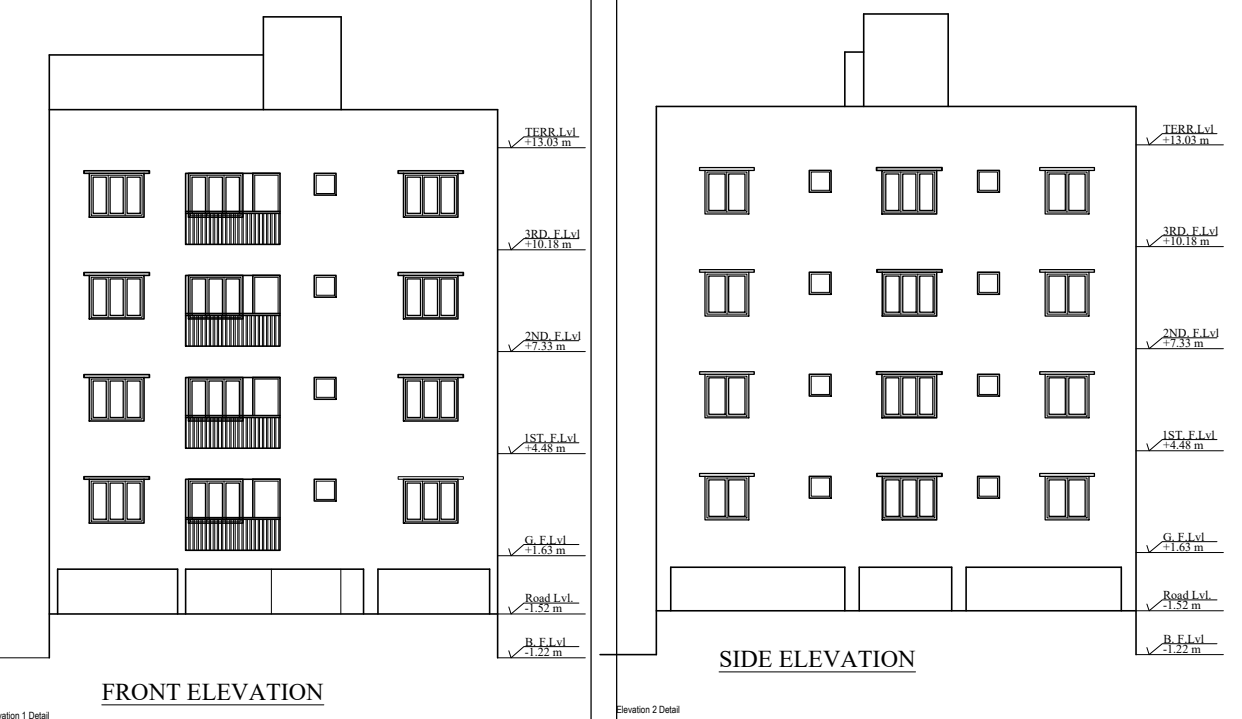 TERR.Lvl
+13.03 m
3RD. F.Lvl
+10.18 m
2ND. F.Lvl
+7.33 m
1ST. F.Lvl
+4.48 m
G. F.Lvl
+1.63 m
Road Lvl.
-1.52 m
B. F.Lvl
-1.22 m
FRONT ELEVATION
vation 1 Detail
TERR.Lvl
+13.03 m
3RD. F.Lvl
+10.18 m
2ND. F.Lvl
+7.33 m
1ST. F.Lvl
+4.48 m
G. F.Lvl
+1.63 m
Road Lvl.
-1.52 m
B. F.Lvl
-1.22 m
SIDE ELEVATION
Elevation 2 Detail